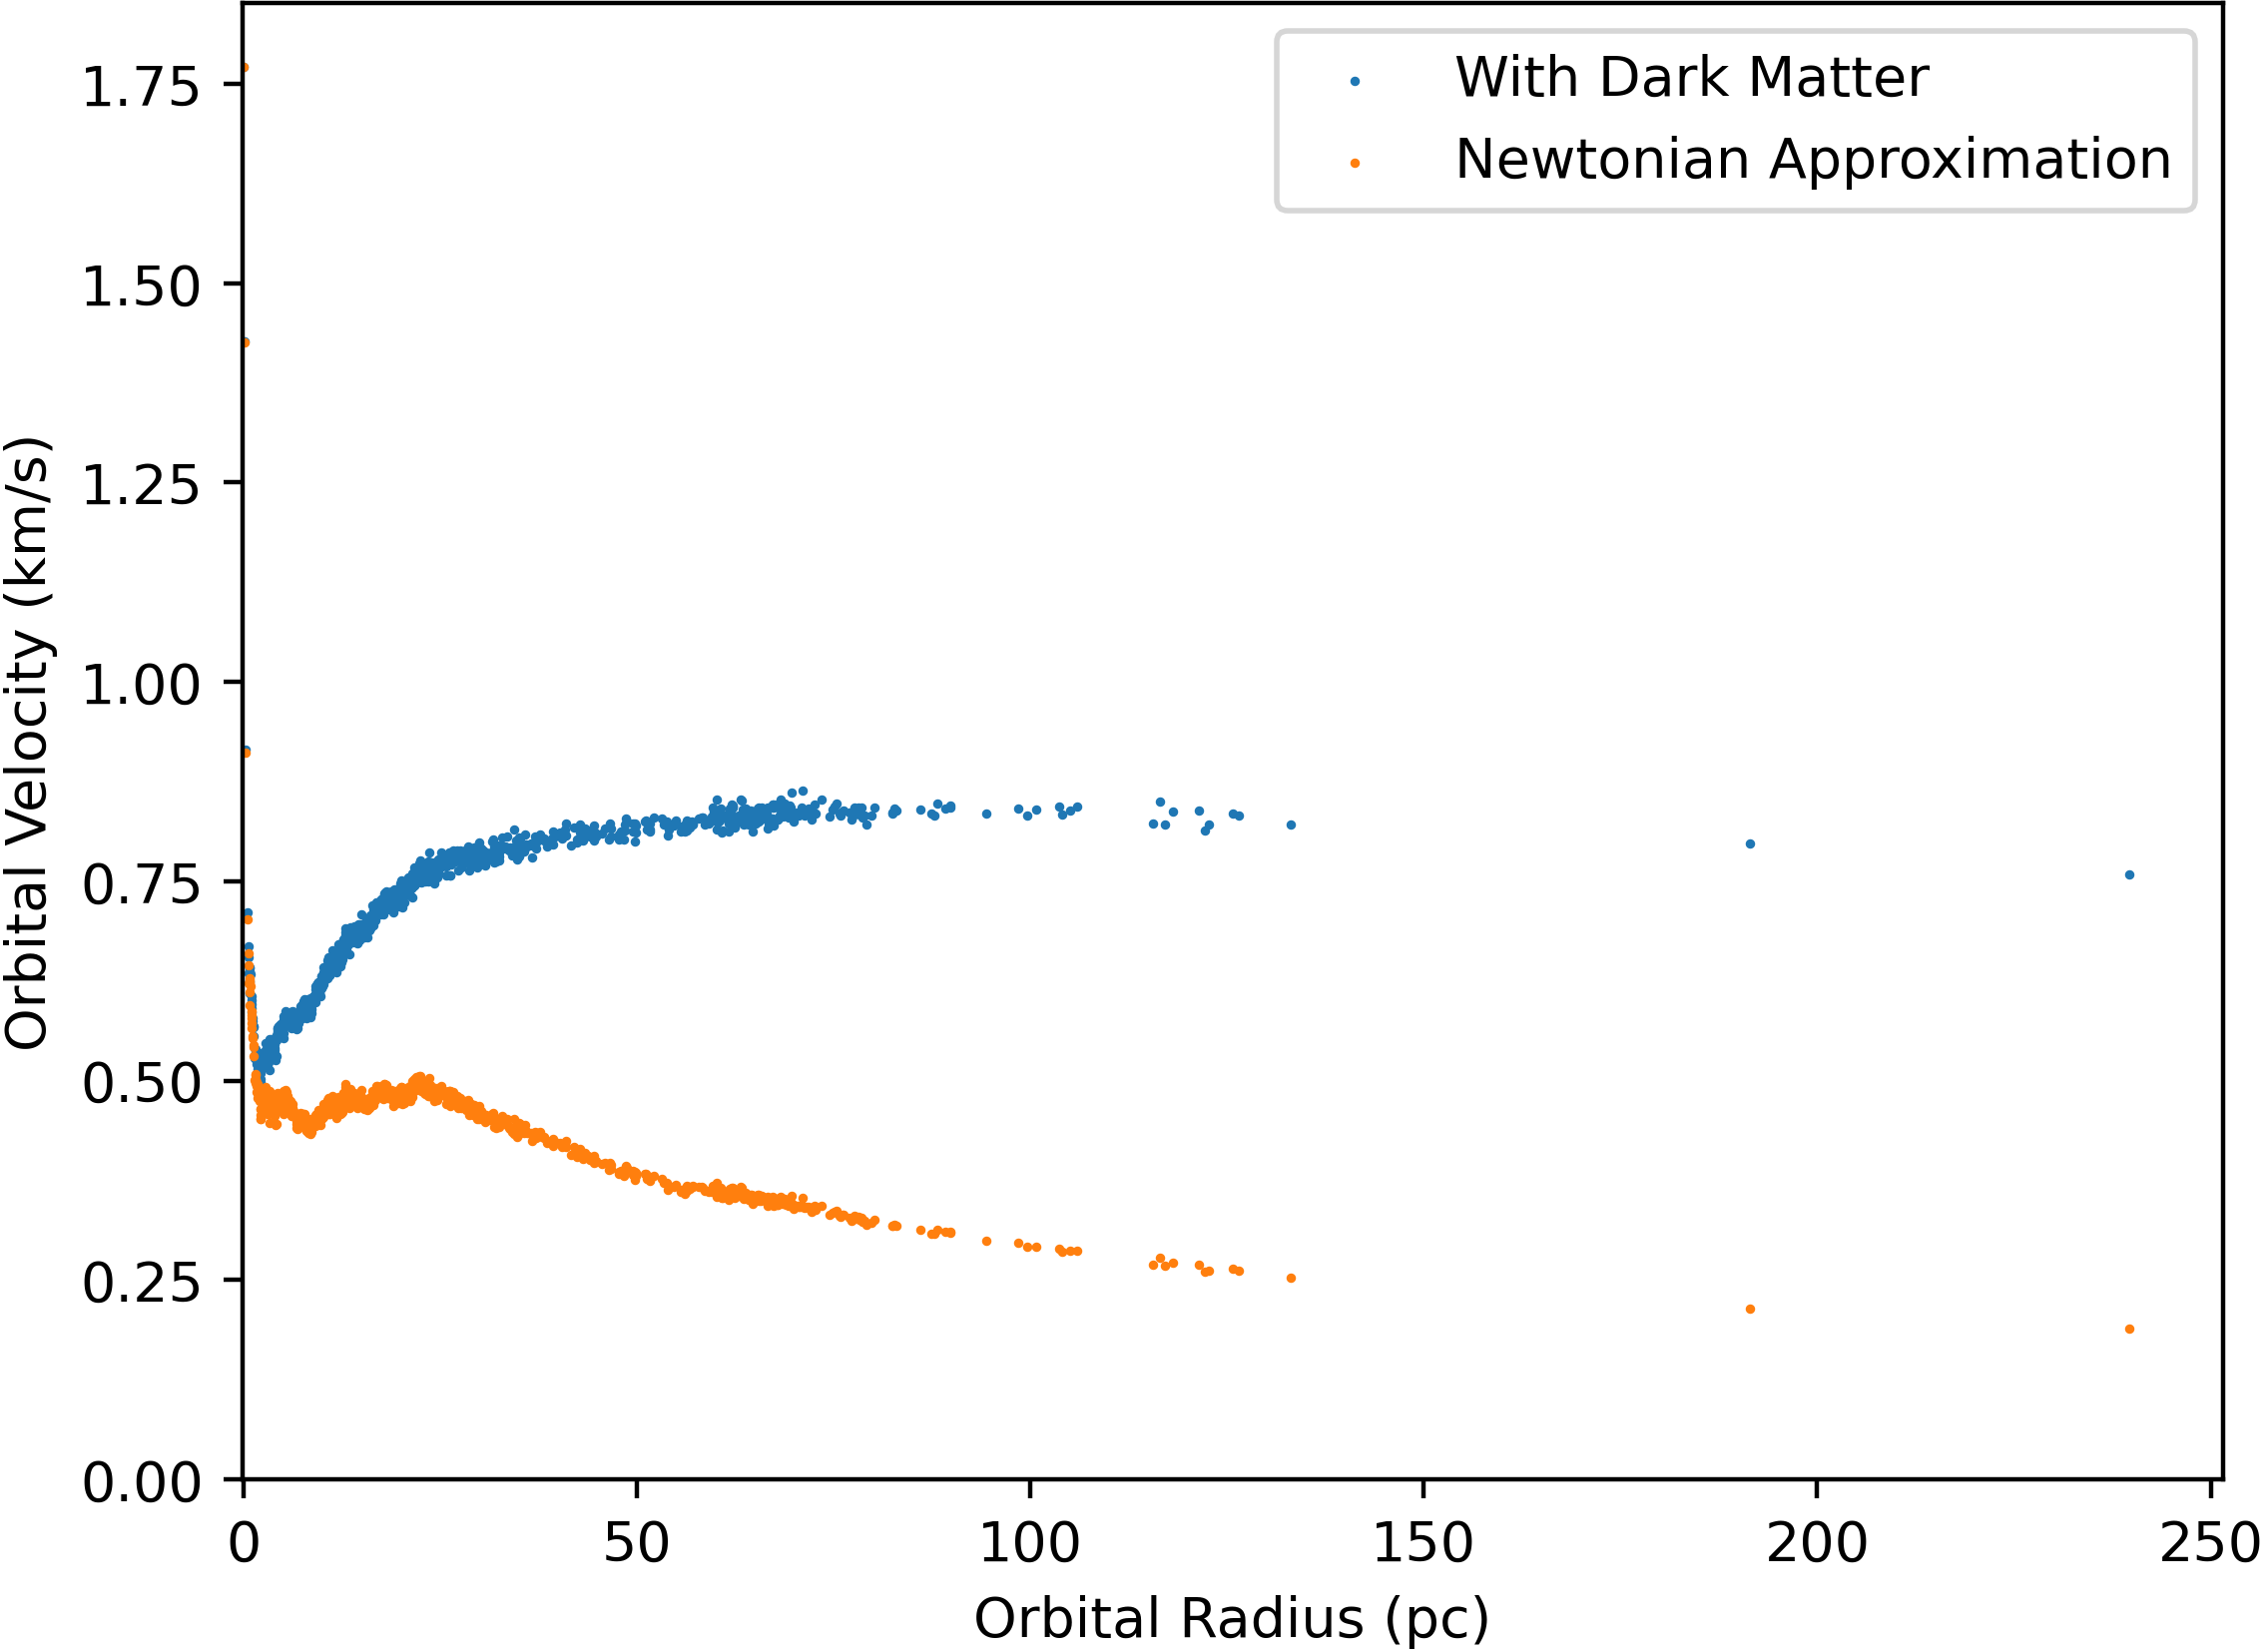 With Dark Matter
Newtonian Approximation
Orbital Velocity (km/s)
1.75
1.50
1.25
1.00
0.75
0.50
0.25
0.00
0 50 100 150 200 250
Orbital Radius (pc)